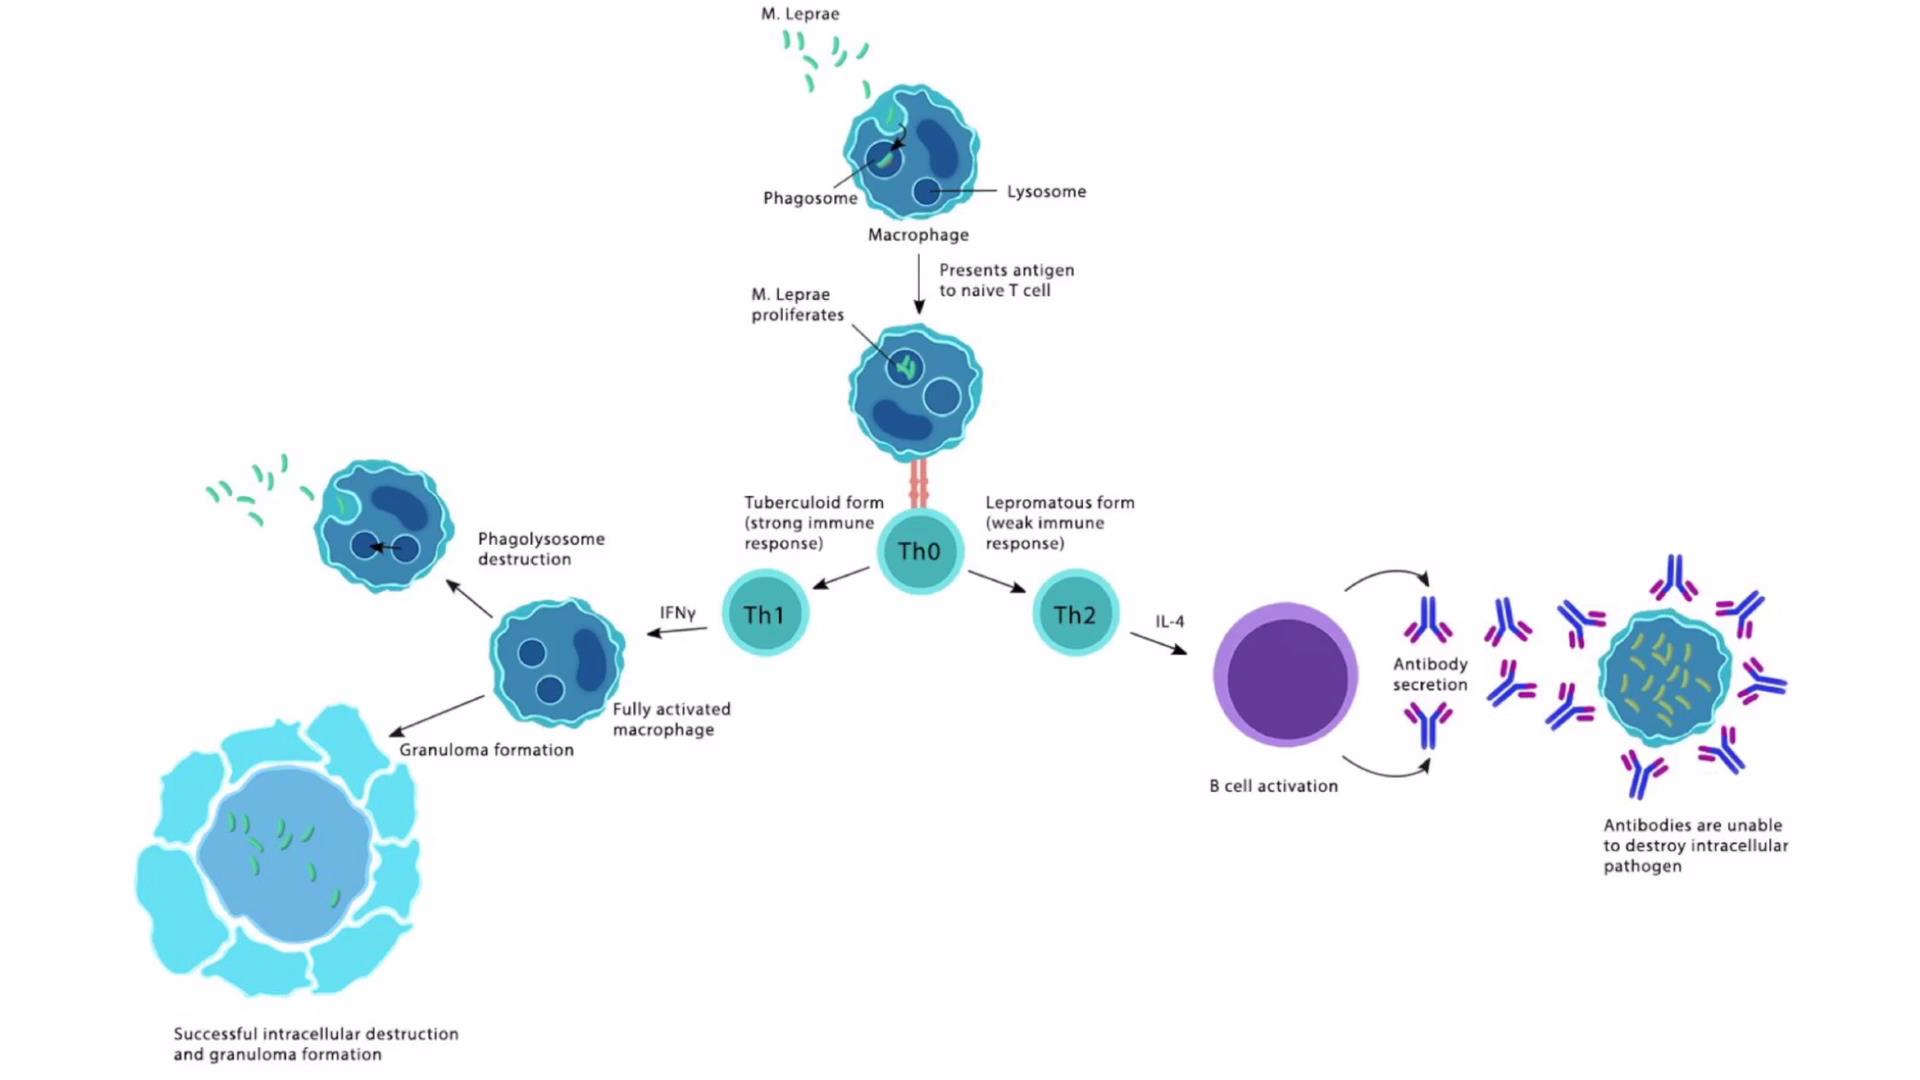 M. Leprae
Phagosome
Lysosome
Macrophage
Presents antigen
to naive T cell
M. Leprae
proliferates
Tuberculoid form
(strong immune
response)
Lepromatous form
(weak immune
response)
Th0
Th1
Th2
IFNγ
IL-4
Phagolysosome
destruction
Fully activated
macrophage
Granuloma formation
Successful intracellular destruction
and granuloma formation
B cell activation
Antibody
secretion
Antibodies are unable
to destroy intracellular
pathogen